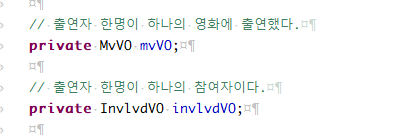 // 출연자 한명이 하나의 영화에 출연했다.
private MvVO mvVO;
// 출연자 한명이 하나의 참여자이다.
private InvlvdVO invlvdVO;